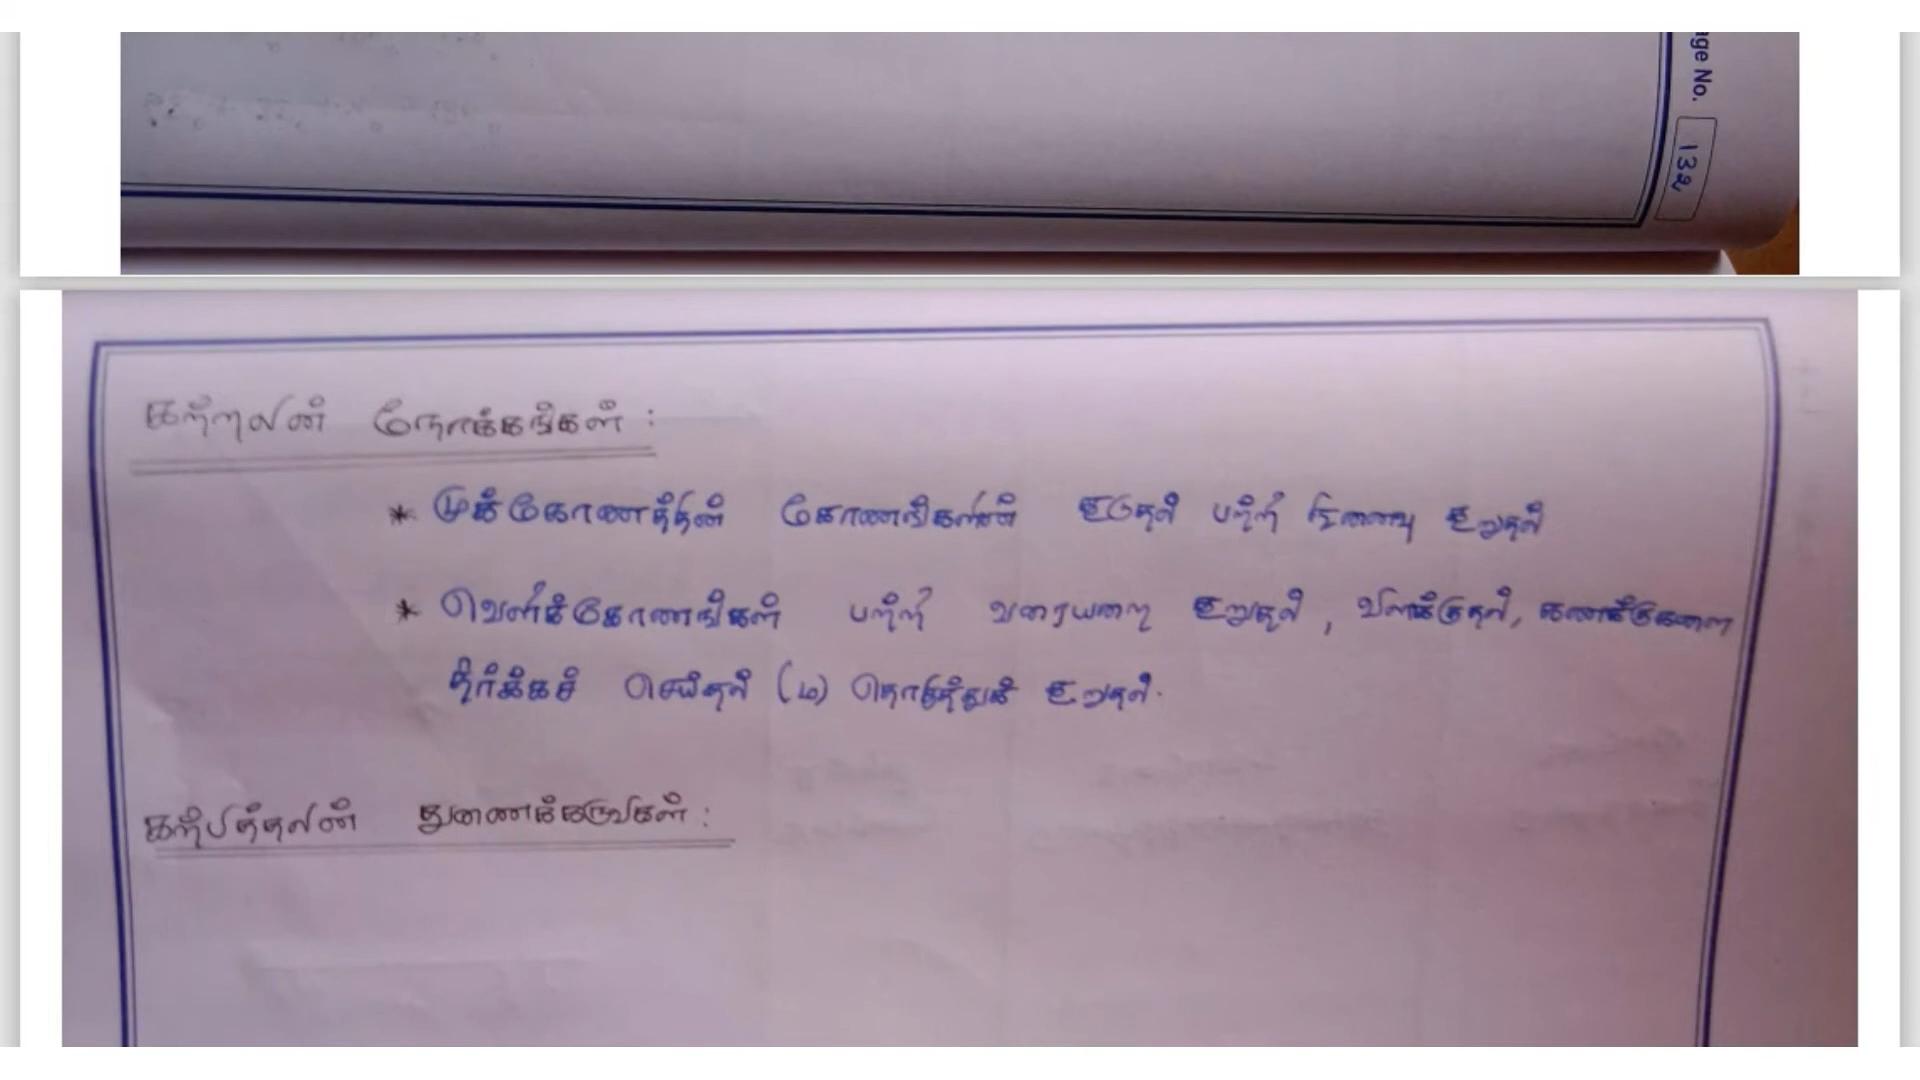 age No.
132
கற்றலின் நோக்கங்கள் :
* முக்கோணத்தின் கோணங்களின் கூடுதல் பற்றி நினைவு கூறுதல்
* வெளிக்கோணங்கள் பற்றி வரையறை கூறுதல் , விளக்குதல், கணக்குகளை
தீர்க்கச் செய்தல் (ம) தொகுத்துக் கூறுதல்.
கற்பித்தலின் துணைக்கருவிகள் :